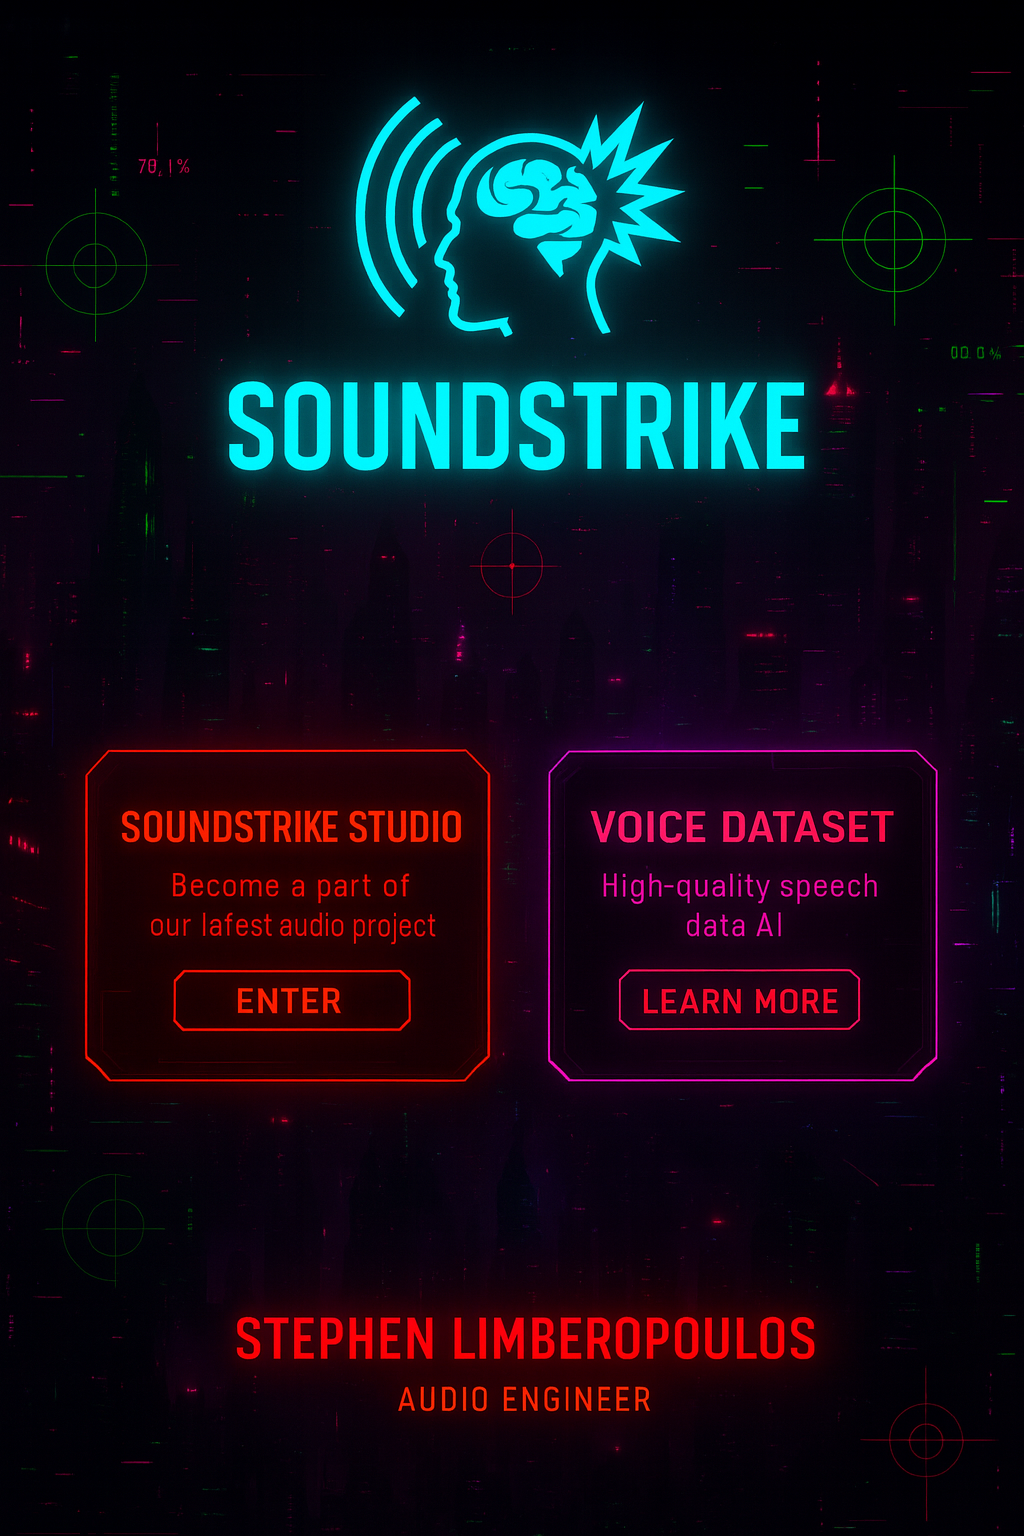 70.1%
00.0%
SOUNDSTRIKE
SOUNDSTRIKE STUDIO
Become a part of
our lafest audio project
ENTER
VOICE DATASET
High-quality speech
data AI
LEARN MORE
STEPHEN LIMBEROPOULOS
AUDIO ENGINEER